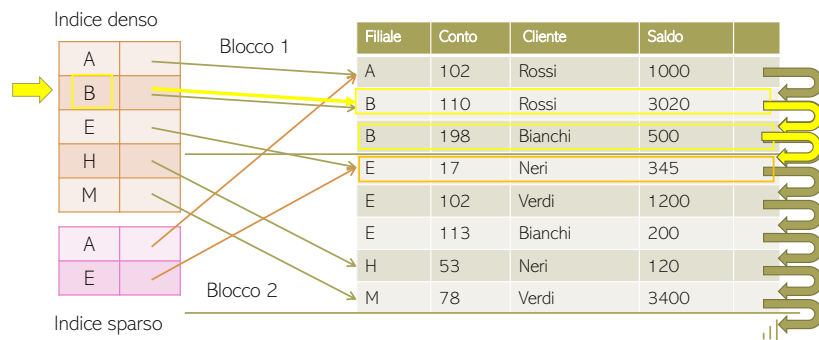 Indice denso
A
B
E
H
M
A
E
Indice sparso
Blocco 1
Blocco 2
Filiale Conto Cliente Saldo
A 102 Rossi 1000
B 110 Rossi 3020
B 198 Bianchi 500
E 17 Neri 345
E 102 Verdi 1200
E 113 Bianchi 200
H 53 Neri 120
M 78 Verdi 3400